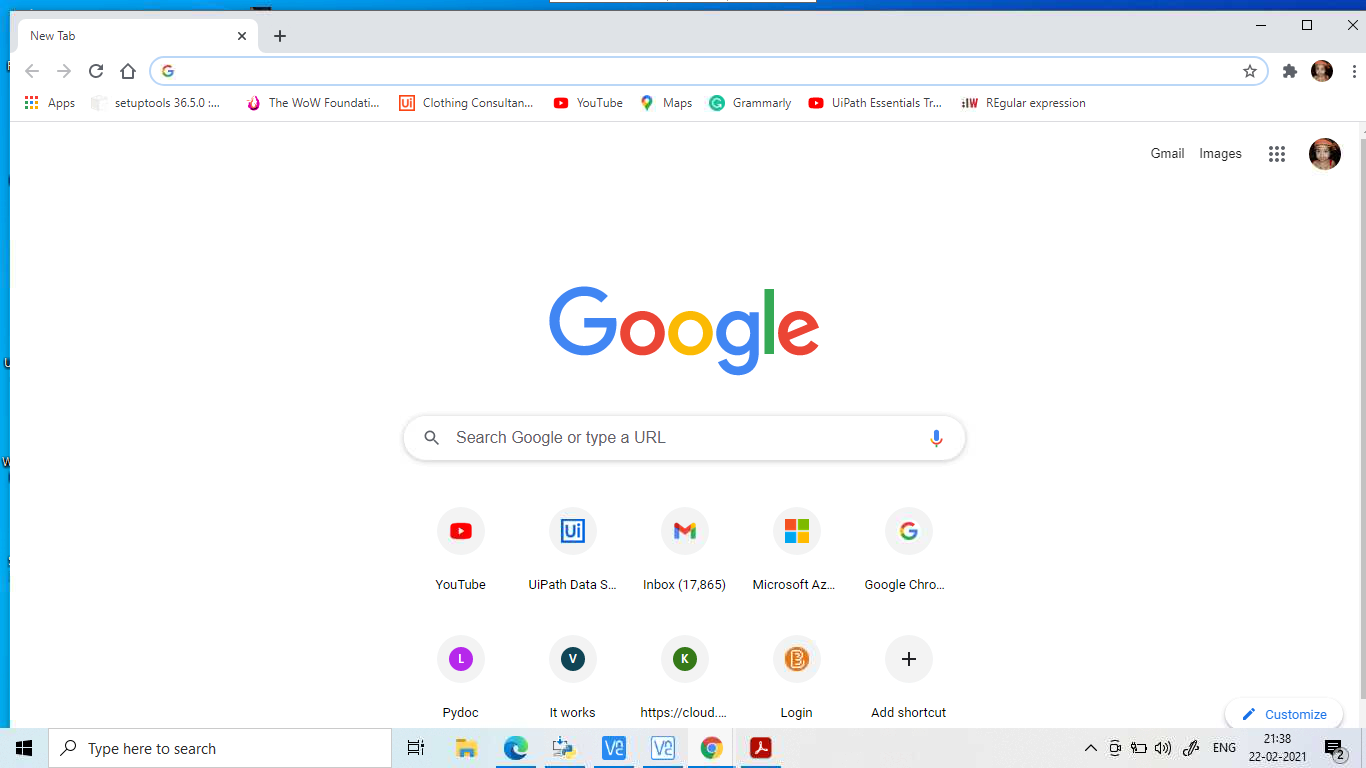 New Tab
Apps setuptools 36.5.0 :... The WoW Foundati... Clothing Consultan... YouTube Maps Grammarly UiPath Essentials Tr... REgular expression
Gmail Images
Google
Search Google or type a URL
YouTube UiPath Data S... Inbox (17,865) Microsoft Az... Google Chro...
L V K
Pydoc It works https://cloud.... Login Add shortcut
Customize
Type here to search
ENG
21:38
22-02-2021
2